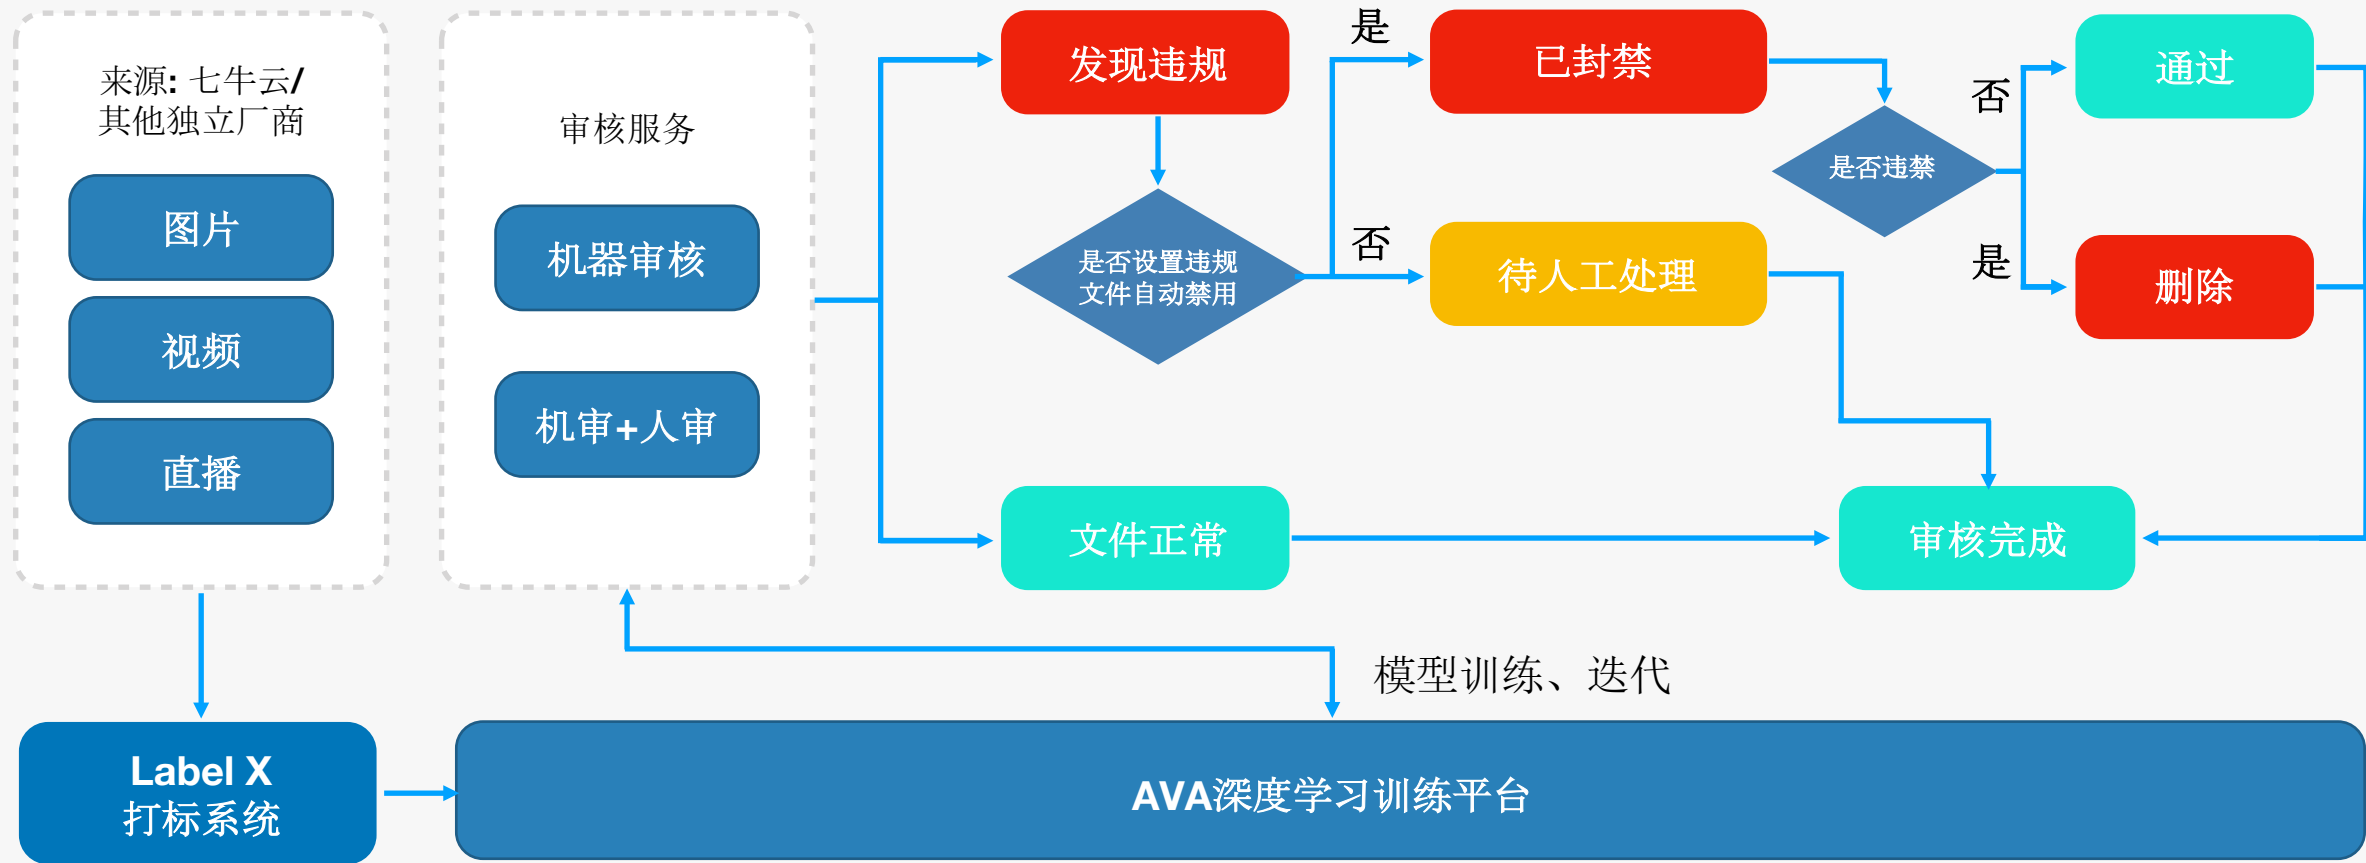 来源: 七牛云/
其他独立厂商
图片
视频
直播
审核服务
机器审核
机审+人审
发现违规
是否设置违规
文件自动禁用
文件正常
是
否
已封禁
待人工处理
是否违禁
否
是
通过
删除
审核完成
模型训练、迭代
Label X
打标系统
AVA深度学习训练平台